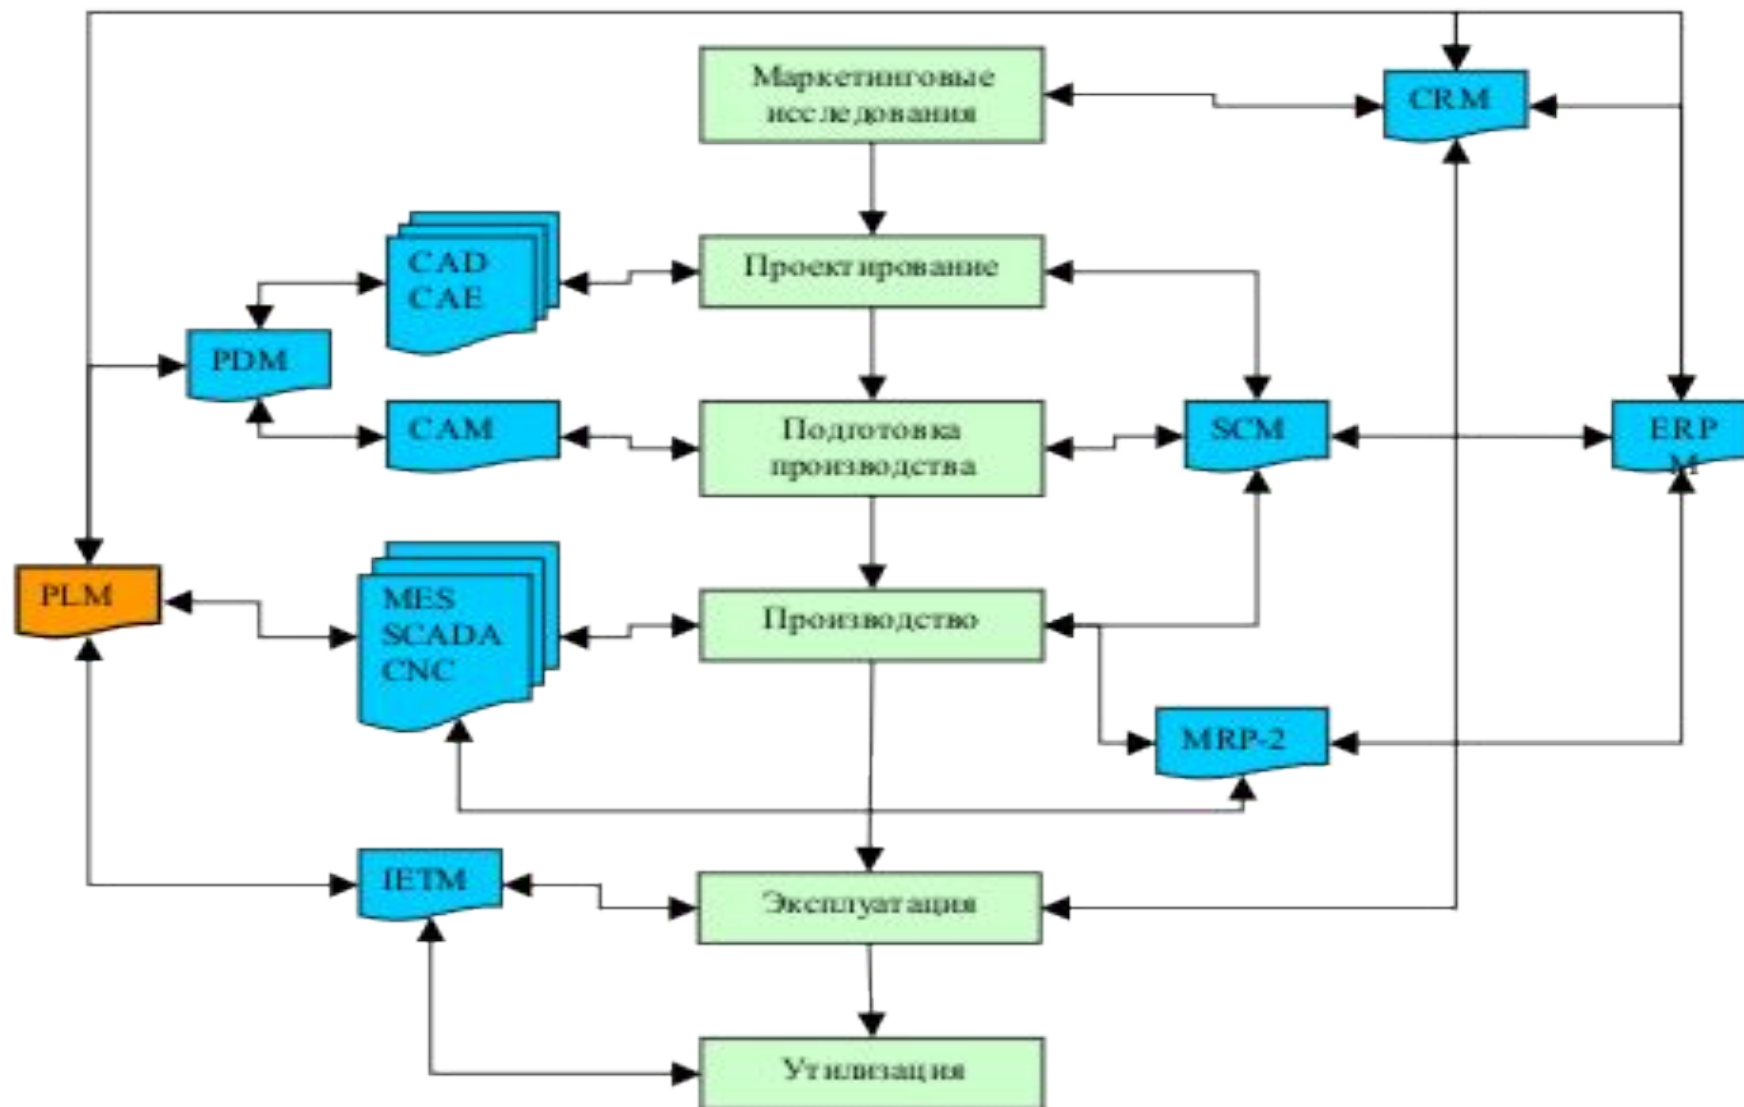 Маркетинговые
исследования
CRM
CAD
CAE
Проектирование
PDM
CAM
Подготовка
производства
SCM
ERP
M
PLM
MES
SCADA
CNC
Производство
MRP-2
IETM
Эксплуатация
Утилизация